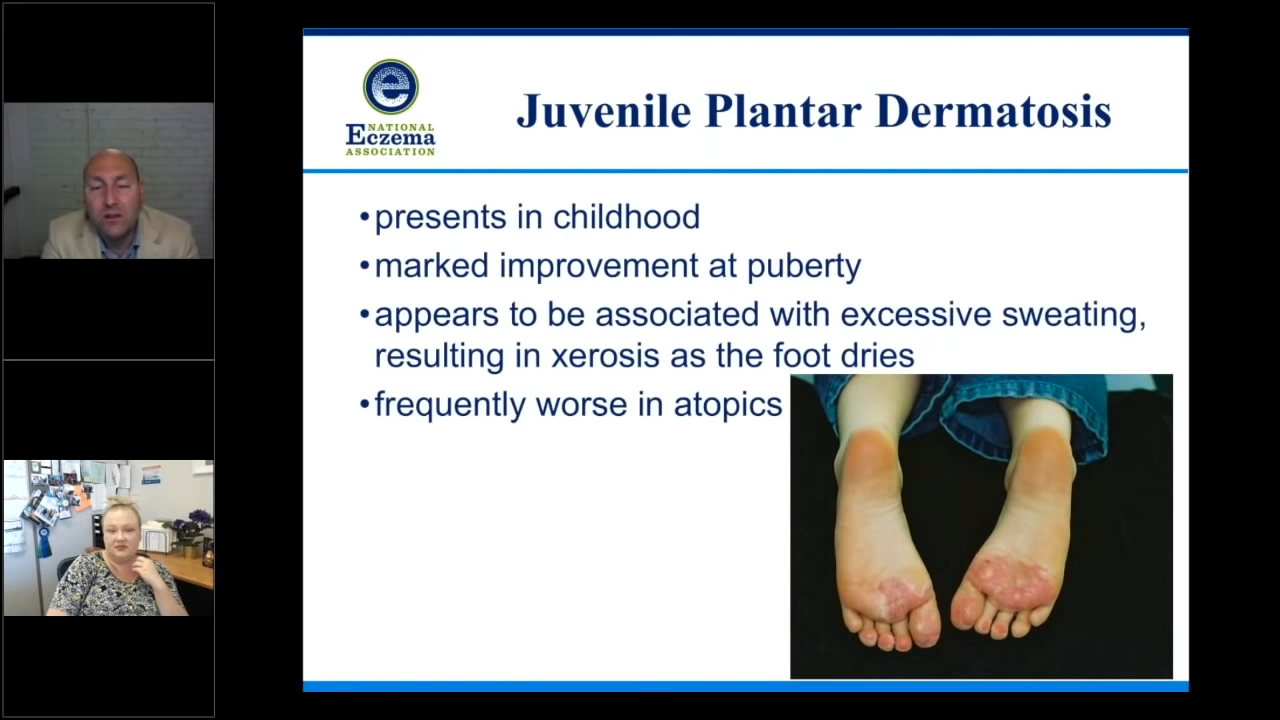 NATIONAL
Eczema
ASSOCIATION
Juvenile Plantar Dermatosis
•presents in childhood
•marked improvement at puberty
•appears to be associated with excessive sweating,
resulting in xerosis as the foot dries
•frequently worse in atopics